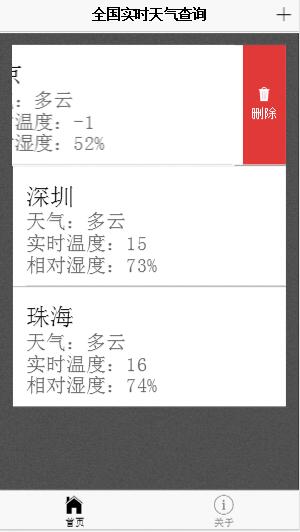 全国实时天气查询
京
：多云
时温度：-1
湿度：52%
删除
深圳
天气：多云
实时温度：15
相对湿度：73%
珠海
天气：多云
实时温度：16
相对湿度：74%
首页
关于